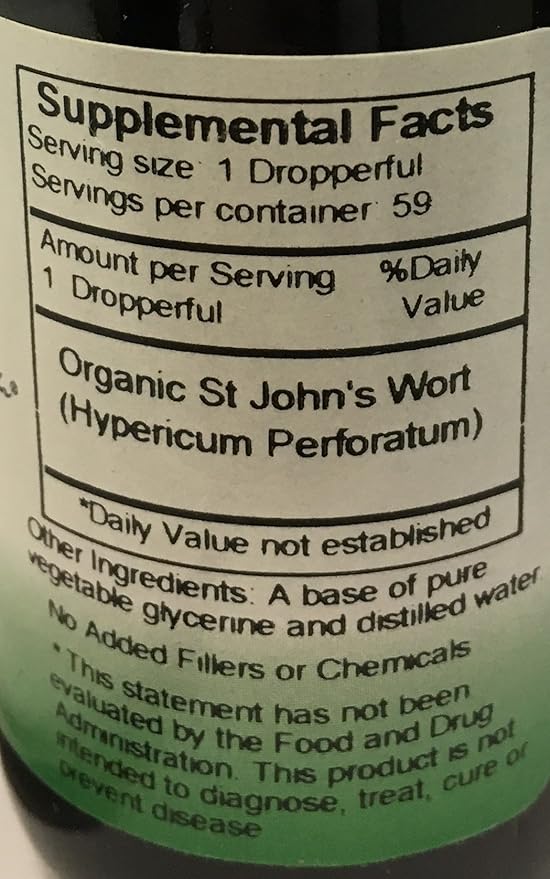 Supplemental Facts
Serving size 1 Dropperful
Servings per container 59
Amount per Serving %Daily
1 Dropperful Value
Organic St John's Wort
(Hypericum Perforatum)
*Daily Value not established
Other Ingredients: A base of pure
vegetable glycerine and distilled water
No Added Fillers or Chemicals
* This statement has not been
evaluated by the Food and Drug
Administration. This product is not
intended to diagnose, treat, cure or
prevent disease